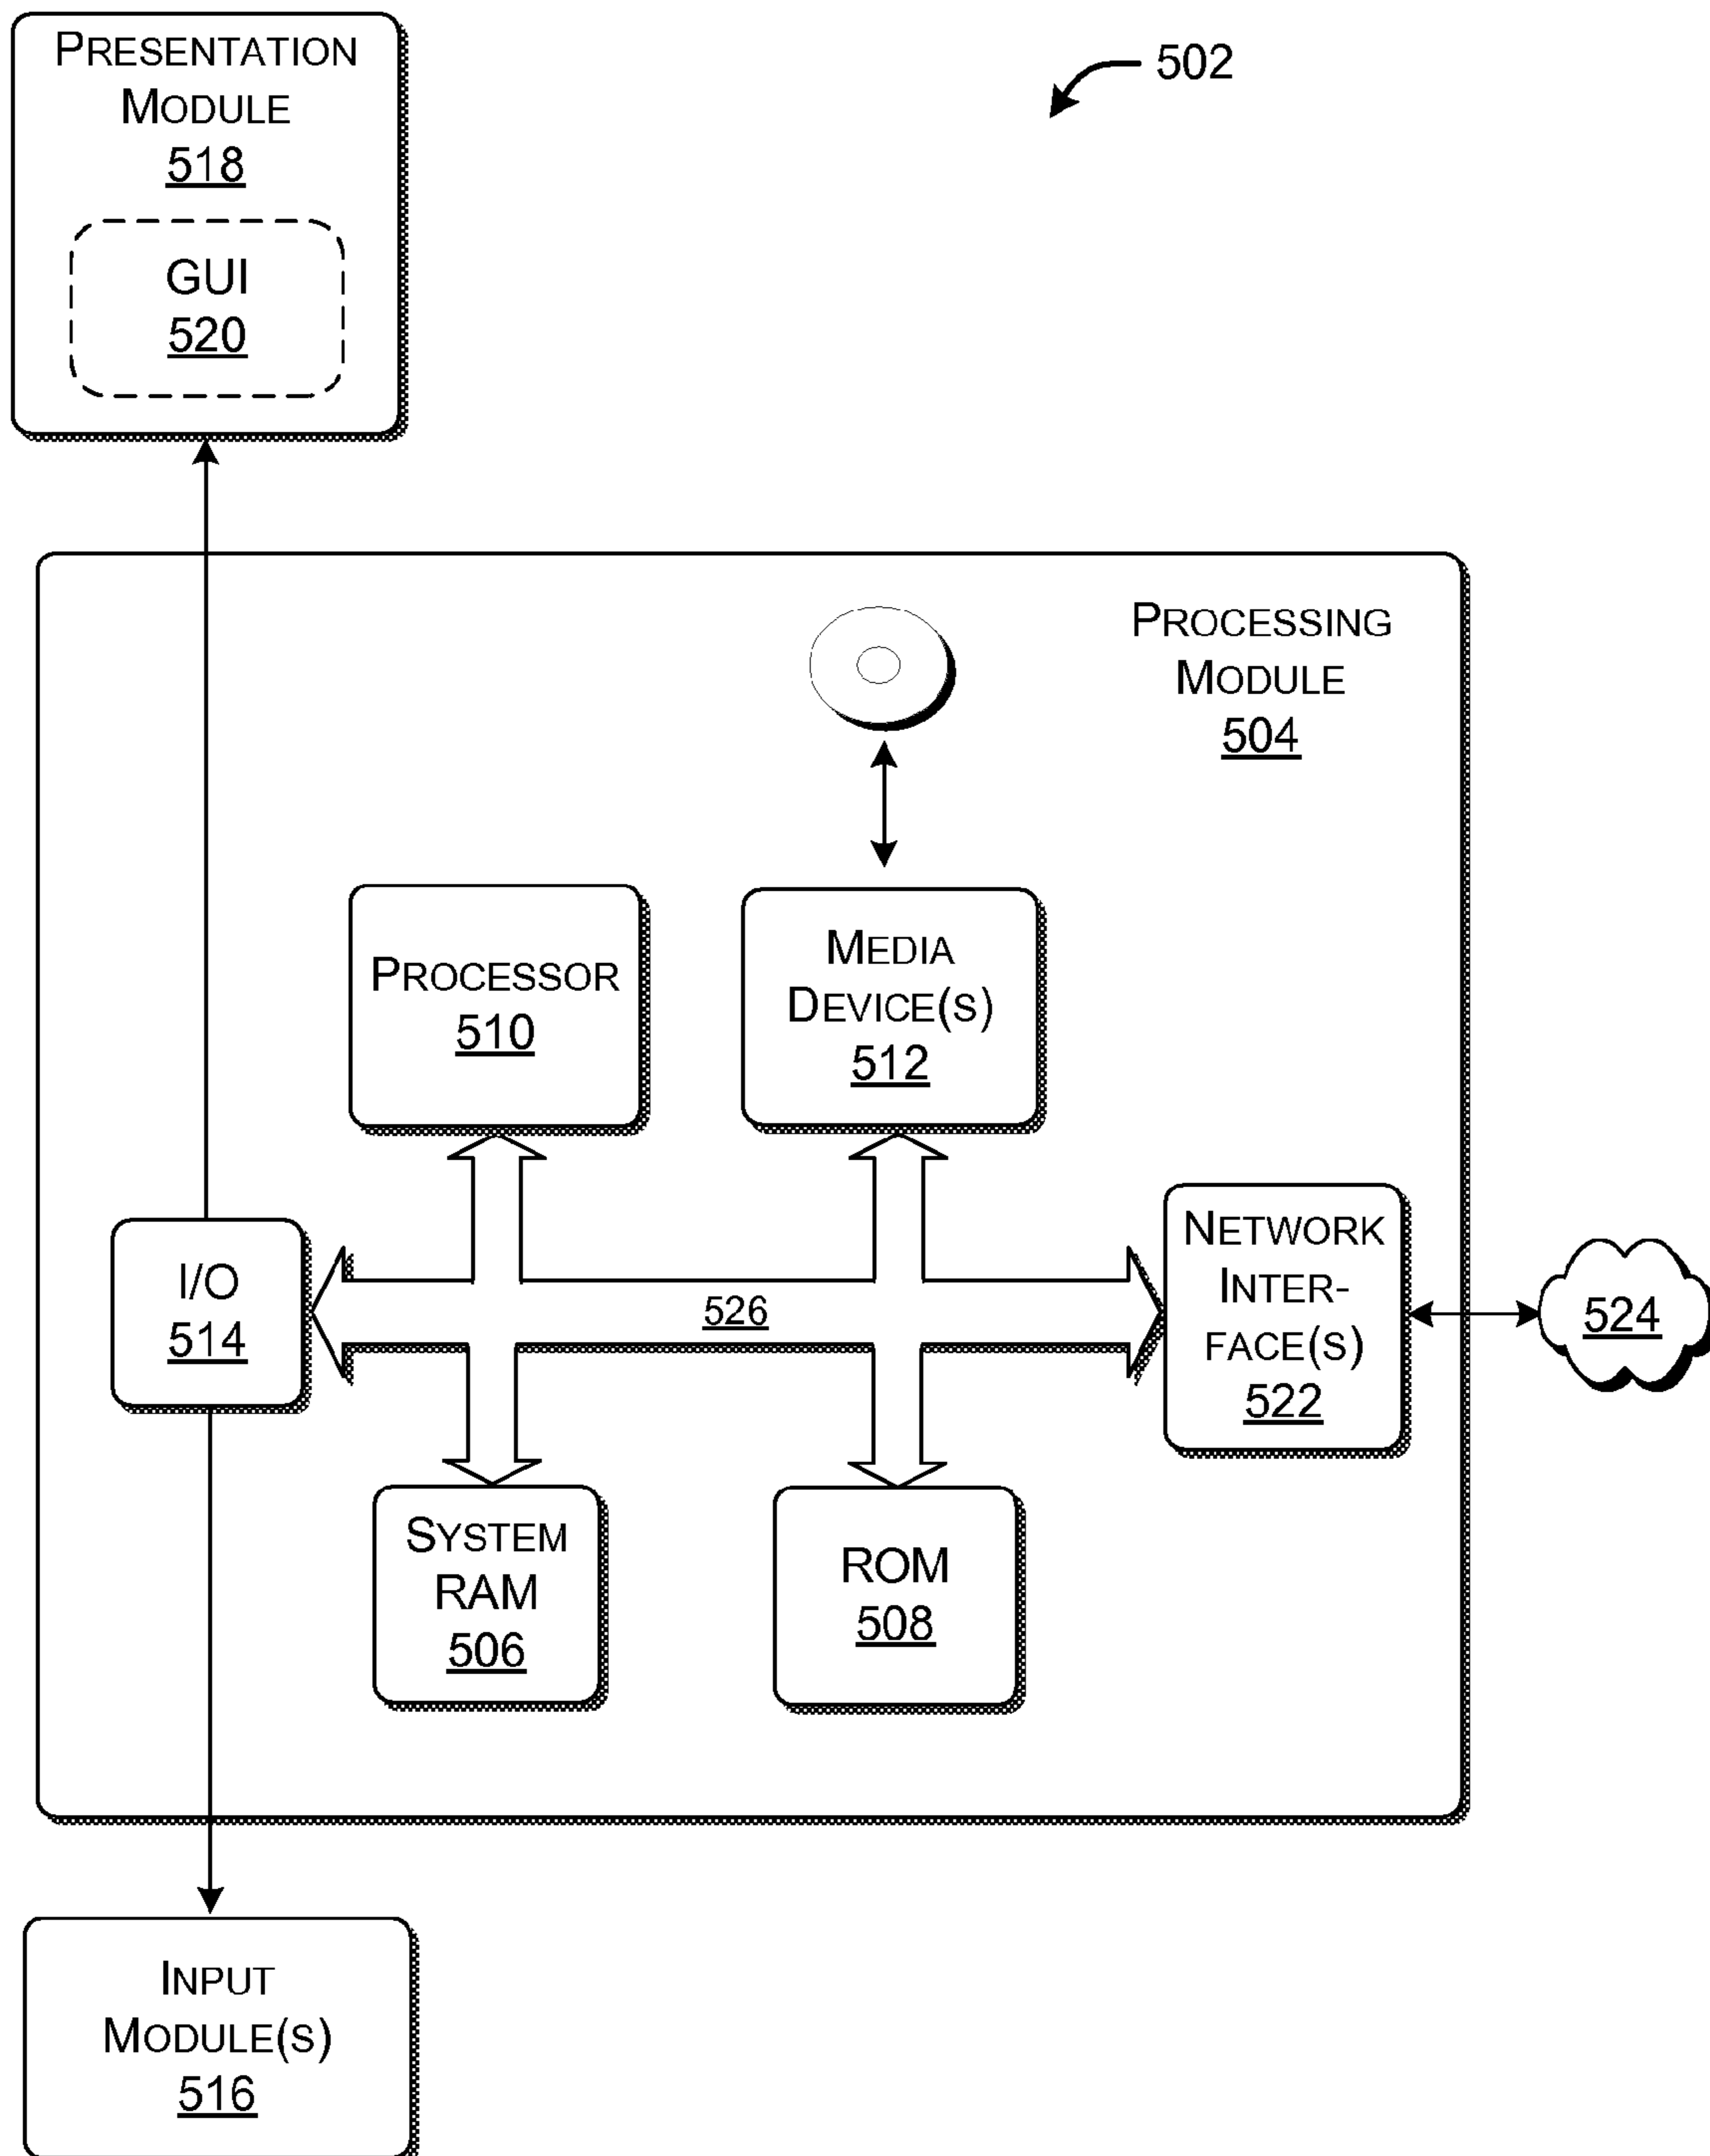 PRESENTATION
MODULE
518
GUI
520
502
PROCESSING
MODULE
504
PROCESSOR
510
MEDIA
DEVICE(S)
512
I/O
514
526
NETWORK
INTER-
FACE(S)
522
524
SYSTEM
RAM
506
ROM
508
INPUT
MODULE(S)
516